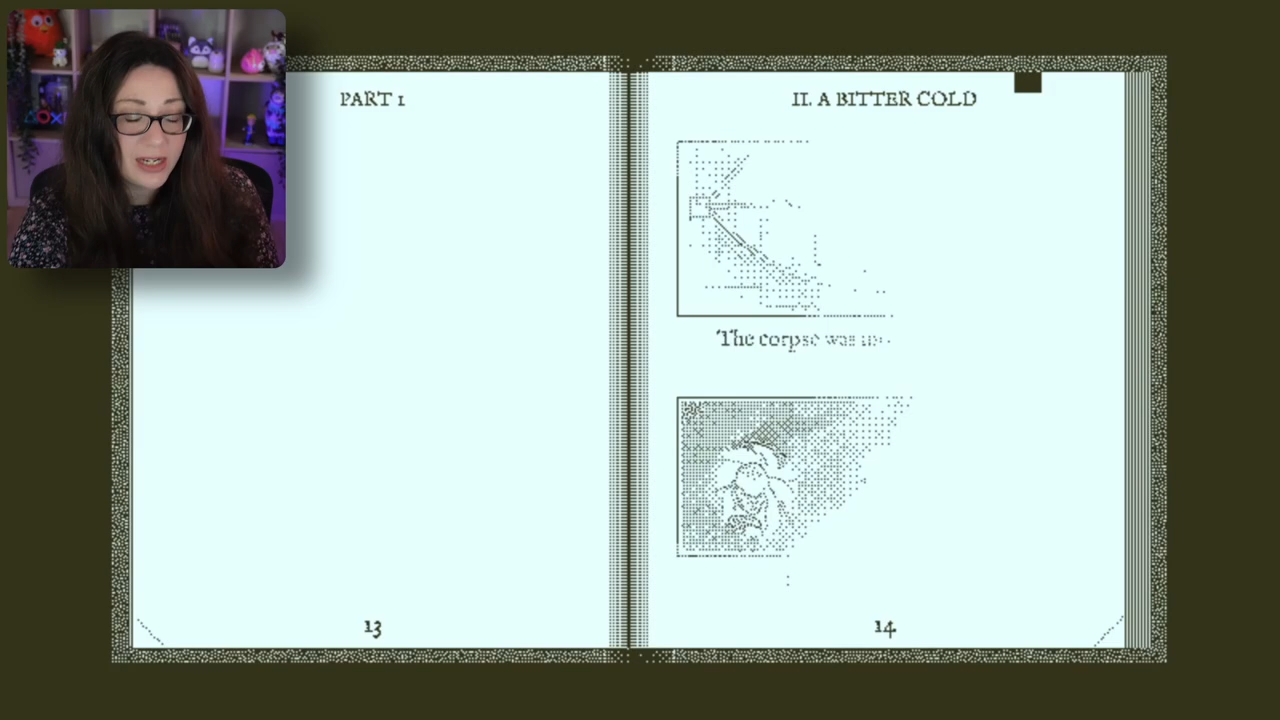 PART 1
II. A BITTER COLD
The corpse was
13
14